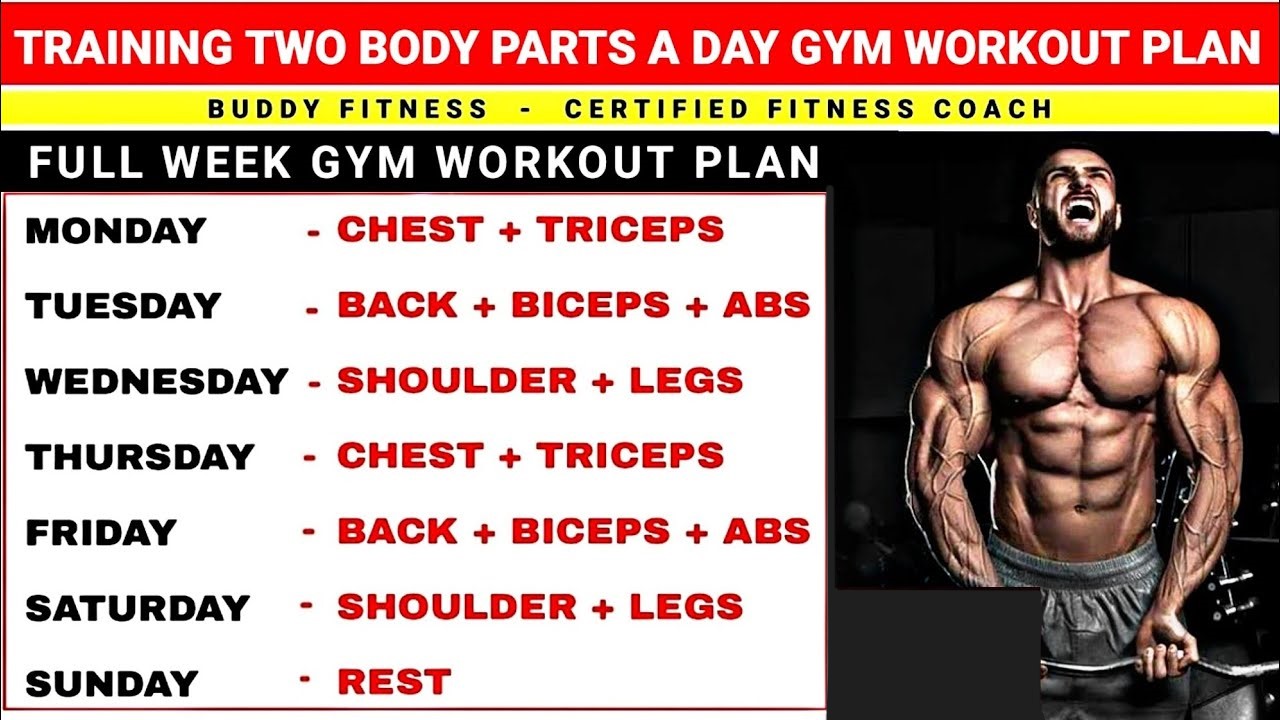 TRAINING TWO BODY PARTS A DAY GYM WORKOUT PLAN
BUDDY FITNESS - CERTIFIED FITNESS COACH
FULL WEEK GYM WORKOUT PLAN
MONDAY - CHEST + TRICEPS
TUESDAY - BACK + BICEPS + ABS
WEDNESDAY - SHOULDER + LEGS
THURSDAY - CHEST + TRICEPS
FRIDAY - BACK + BICEPS + ABS
SATURDAY - SHOULDER + LEGS
SUNDAY - REST